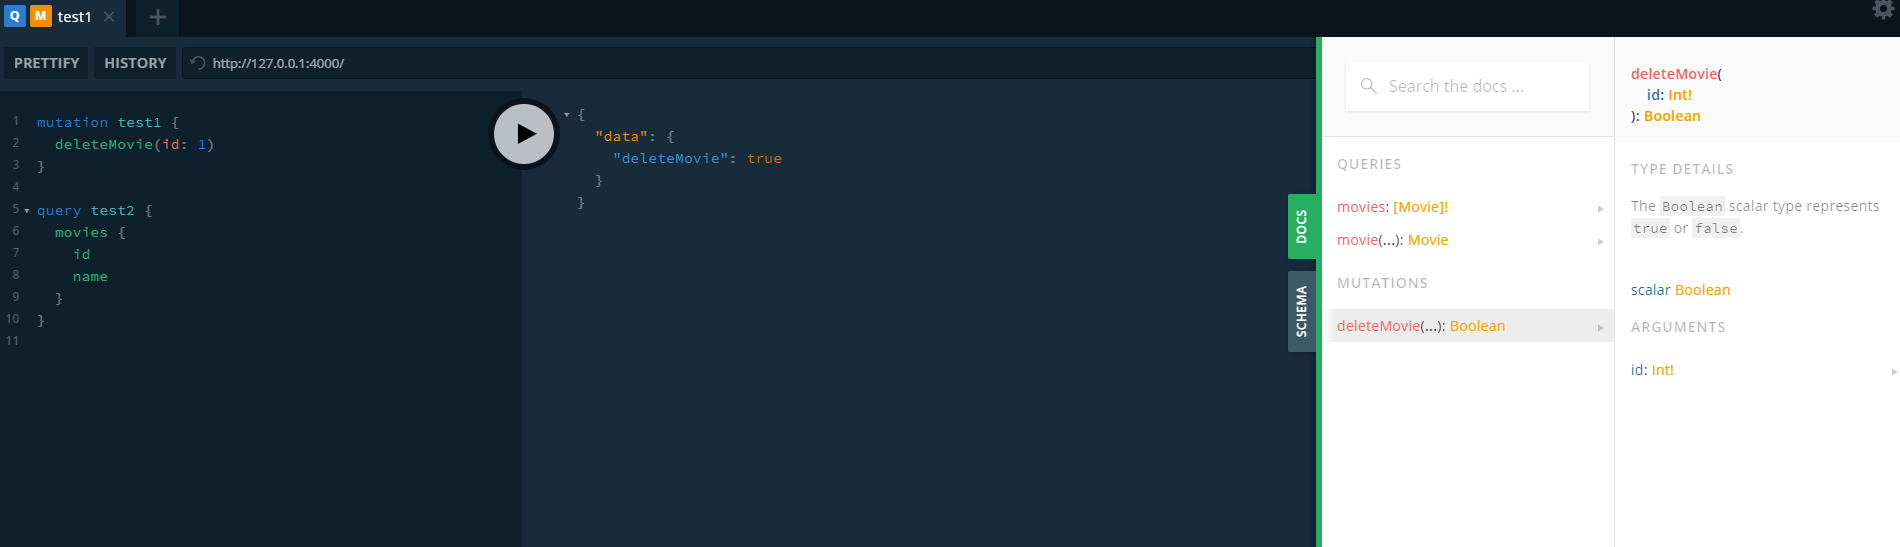 Q M test1
PRETTIFY HISTORY http://127.0.0.1:4000/
1 mutation test1 {
2 deleteMovie(id: 1)
3 }
4
5 query test2 {
6 movies {
7 id
8 name
9 }
10 }
11
{
"data": {
"deleteMovie": true
}
}
DOCS
SCHEMA
Search the docs ...
QUERIES
movies: [Movie]!
movie(...): Movie
MUTATIONS
deleteMovie(...): Boolean
deleteMovie(
id: Int!
): Boolean
TYPE DETAILS
The Boolean scalar type represents
true or false.
scalar Boolean
ARGUMENTS
id: Int!